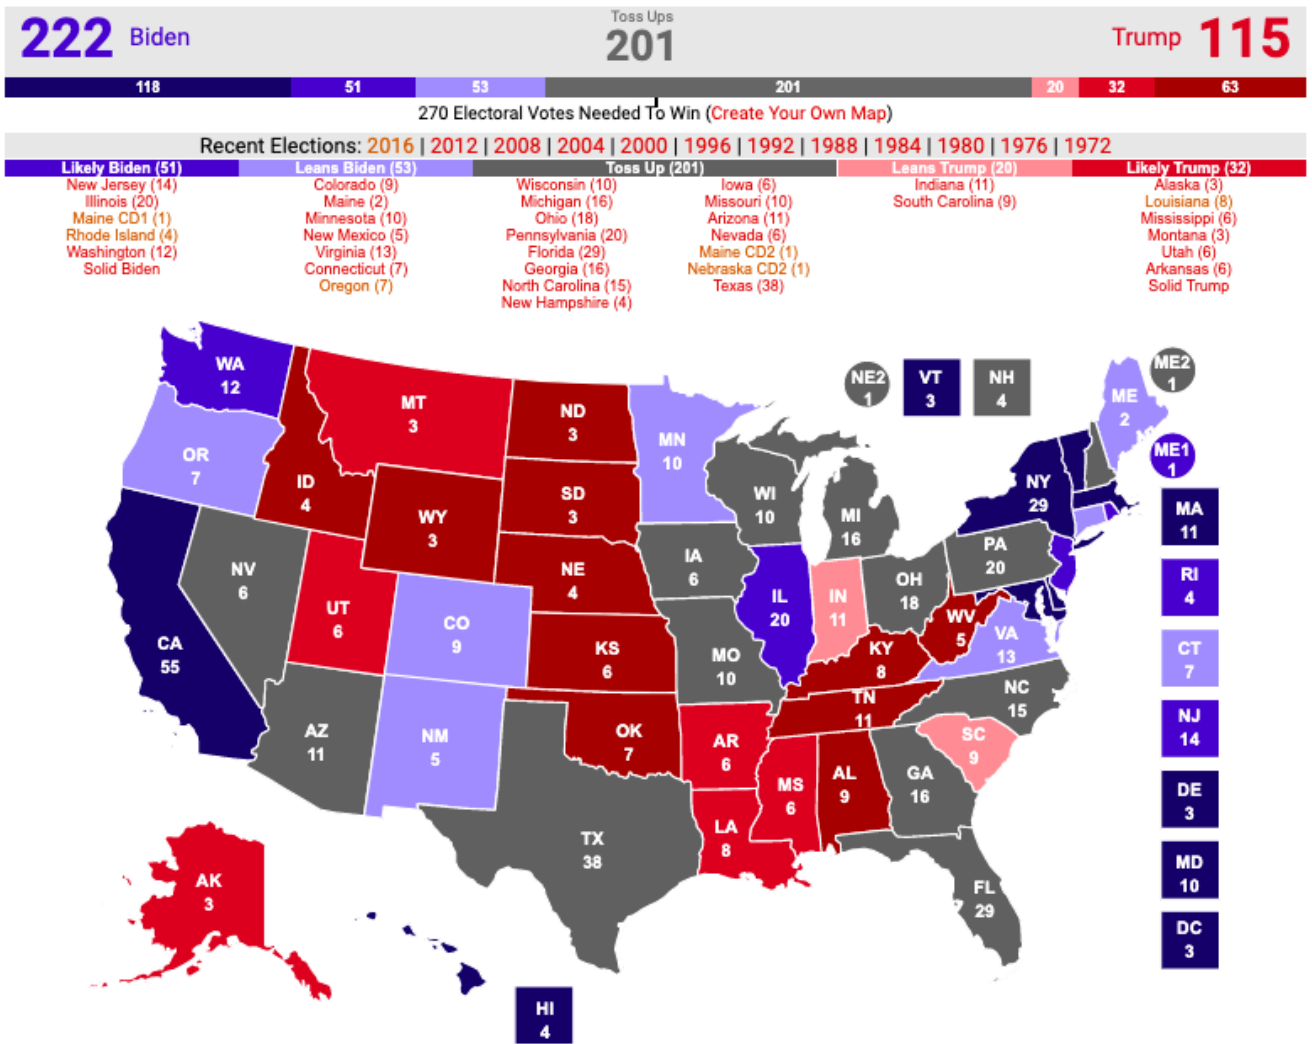 222 Biden
Toss Ups
201
Trump 115
118 51 53 201 20 32 63
270 Electoral Votes Needed To Win (Create Your Own Map)
Recent Elections: 2016 | 2012 | 2008 | 2004 | 2000 | 1996 | 1992 | 1988 | 1984 | 1980 | 1976 | 1972
Likely Biden (51)
New Jersey (14)
Illinois (20)
Maine CD1 (1)
Rhode Island (4)
Washington (12)
Solid Biden
Leans Biden (53)
Colorado (9)
Maine (2)
Minnesota (10)
New Mexico (5)
Virginia (13)
Connecticut (7)
Oregon (7)
Toss Up (201)
Wisconsin (10)
Michigan (16)
Ohio (18)
Pennsylvania (20)
Florida (29)
Georgia (16)
North Carolina (15)
New Hampshire (4)
Iowa (6)
Missouri (10)
Arizona (11)
Nevada (6)
Maine CD2 (1)
Nebraska CD2 (1)
Texas (38)
Leans Trump (20)
Indiana (11)
South Carolina (9)
Likely Trump (32)
Alaska (3)
Louisiana (8)
Mississippi (6)
Montana (3)
Utah (6)
Arkansas (6)
Solid Trump
WA
12
OR
7
CA
55
NV
6
ID
4
MT
3
WY
3
UT
6
CO
9
AZ
11
NM
5
ND
3
SD
3
NE
4
KS
6
OK
7
TX
38
MN
10
IA
6
MO
10
AR
6
LA
8
WI
10
IL
20
MI
16
IN
11
OH
18
KY
8
TN
11
MS
6
AL
9
GA
16
FL
29
SC
9
NC
15
VA
13
WV
5
PA
20
NY
29
ME
2
NE2
1
VT
3
NH
4
ME2
1
ME1
1
MA
11
RI
4
CT
7
NJ
14
DE
3
MD
10
DC
3
AK
3
HI
4